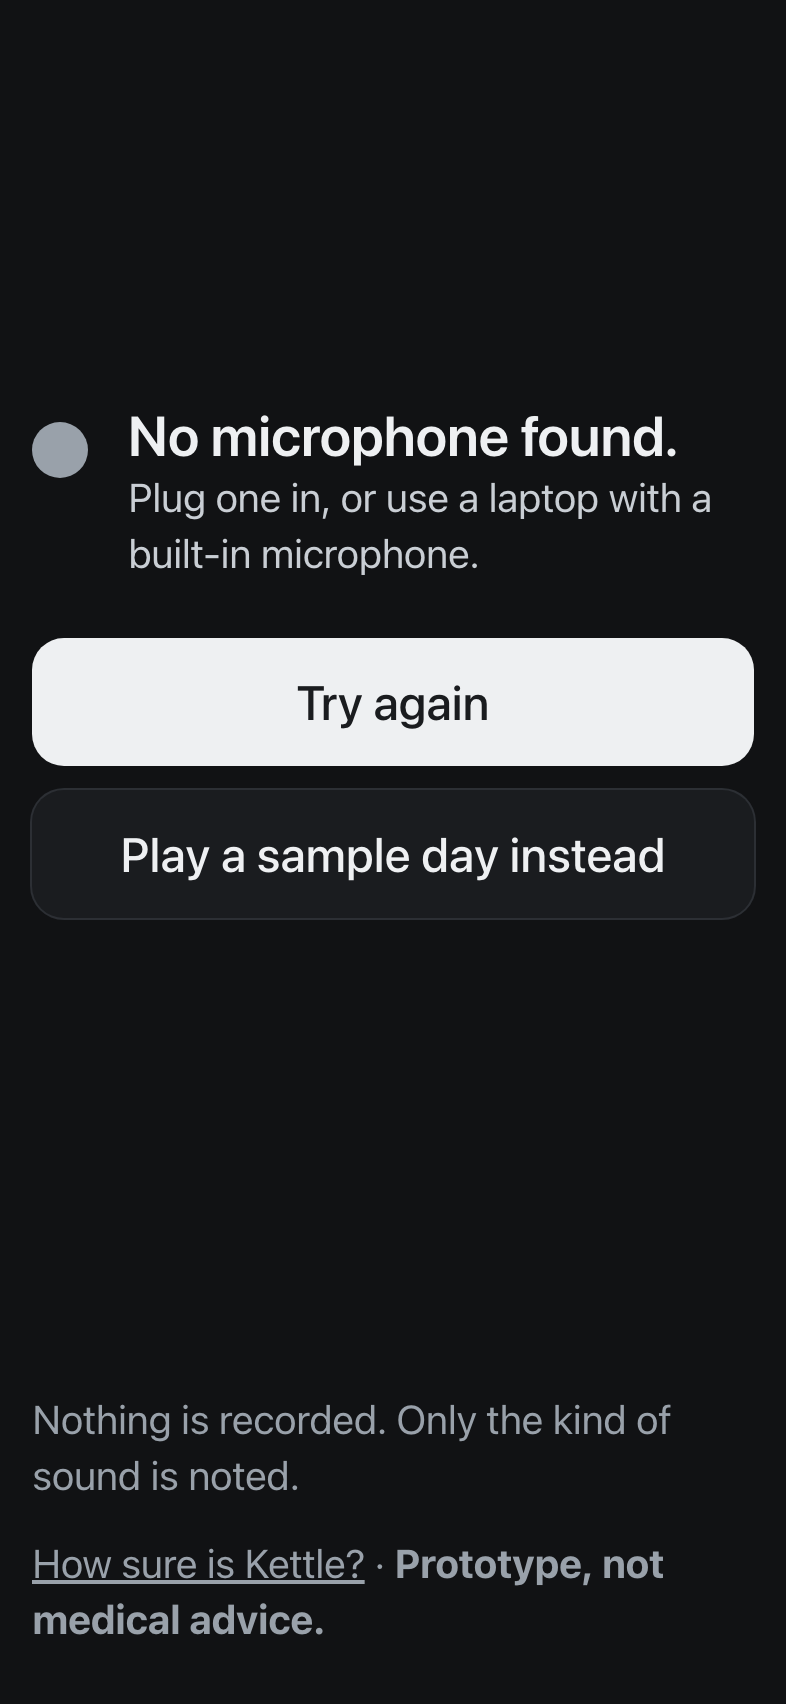 No microphone found.
Plug one in, or use a laptop with a
built-in microphone.
Try again
Play a sample day instead
Nothing is recorded. Only the kind of
sound is noted.
How sure is Kettle? · Prototype, not
medical advice.